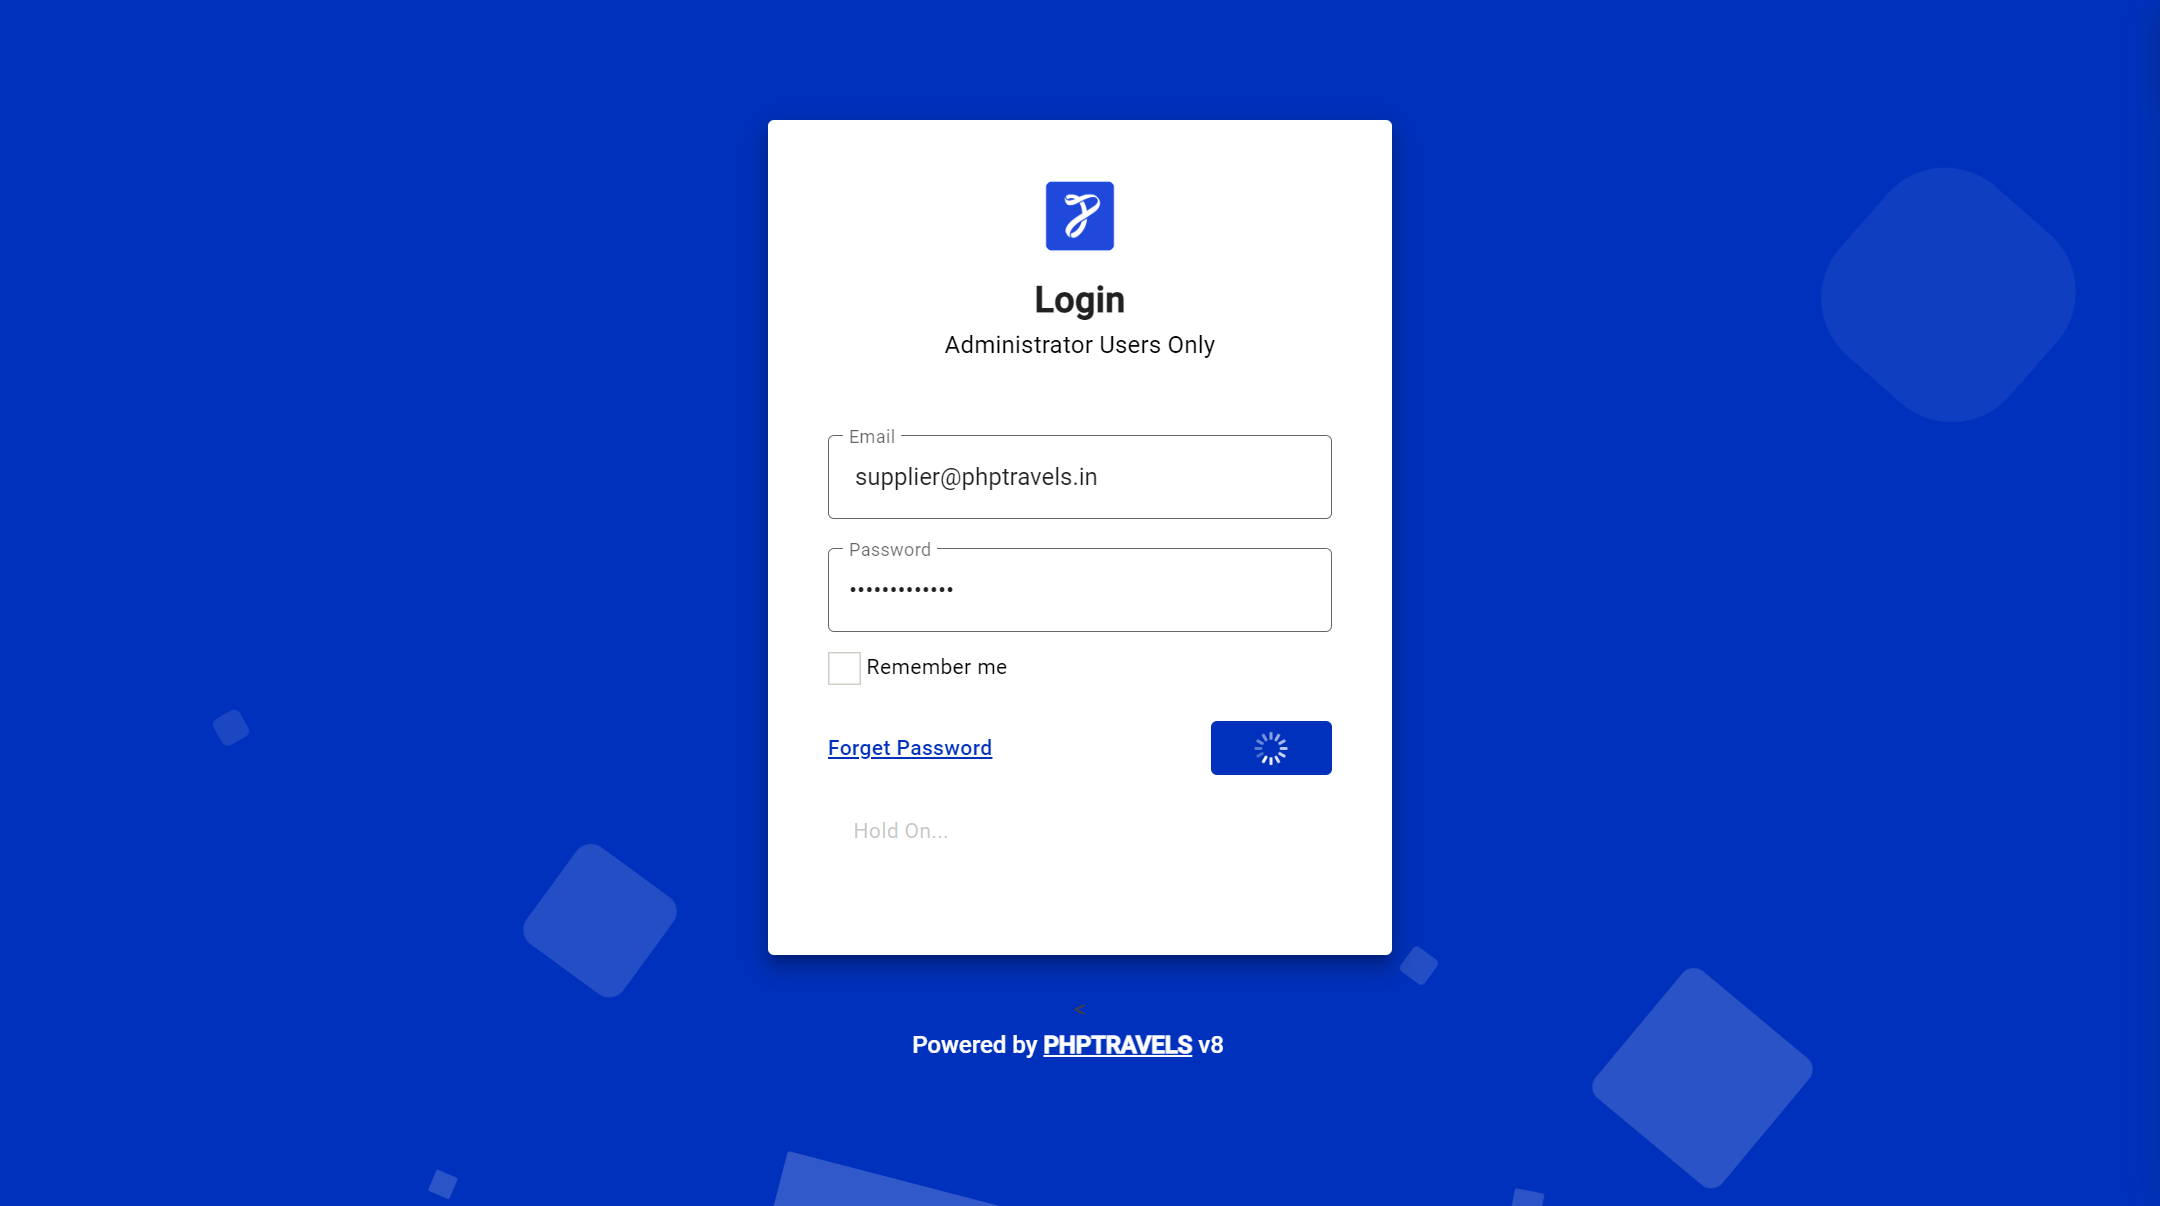 Login
Administrator Users Only
Email
supplier@phptravels.in
Password
•••••••••••••
Remember me
Forget Password
Hold On...
<
Powered by PHPTRAVELS v8